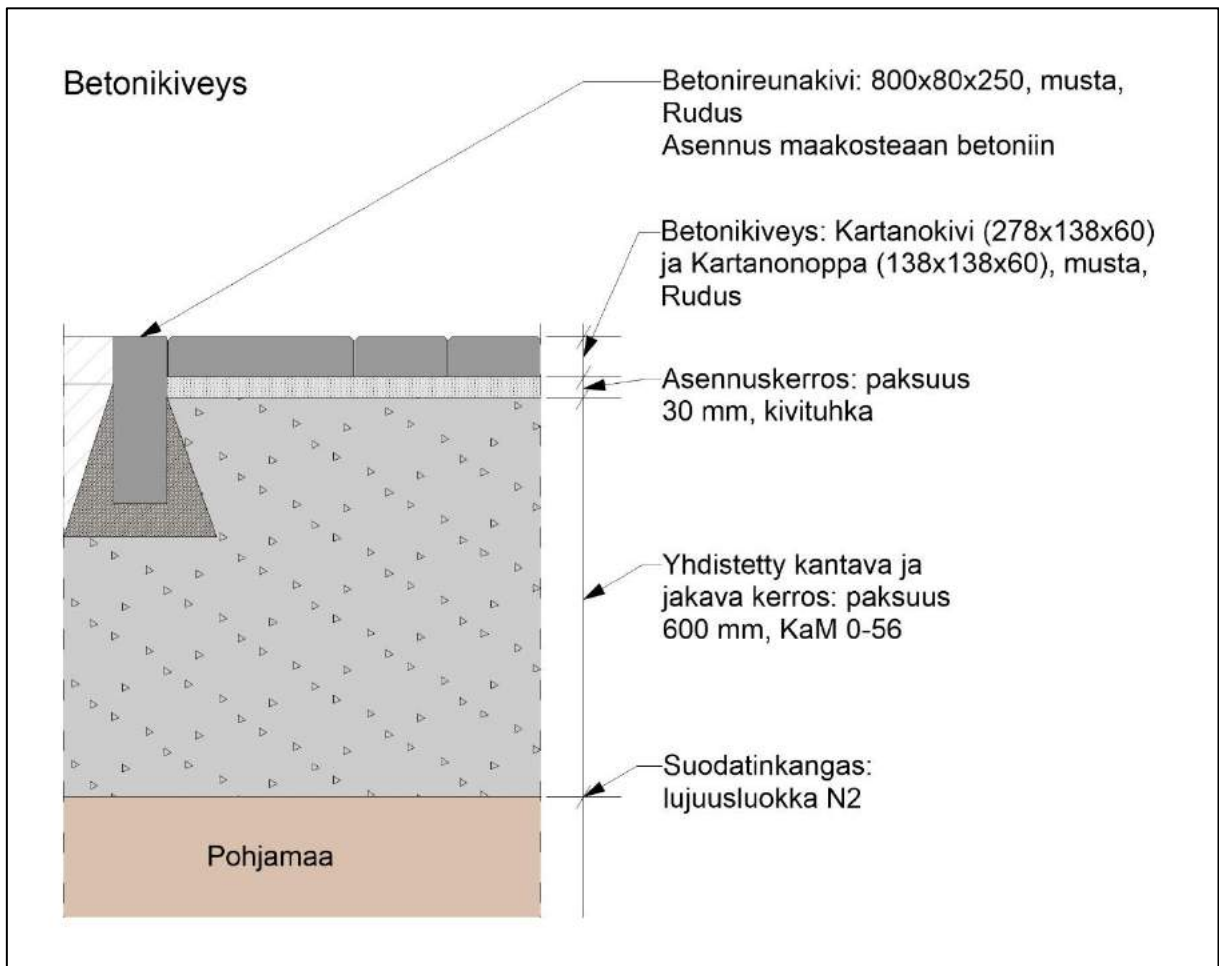 Betonikiveys
Betonireunakivi: 800x80x250, musta,
Rudus
Asennus maakosteaan betoniin
Betonikiveys: Kartanokivi (278x138x60)
ja Kartanonoppa (138x138x60), musta,
Rudus
Asennuskerros: paksuus
30 mm, kivituhka
Yhdistetty kantava ja
jakava kerros: paksuus
600 mm, KaM 0-56
Suodatinkangas:
lujuusluokka N2
Pohjamaa